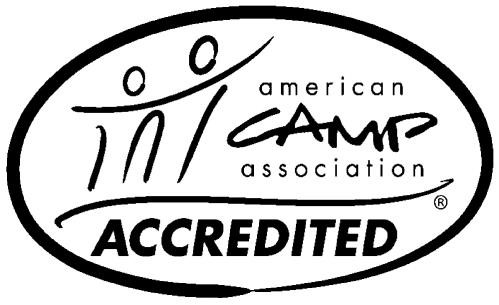 american
CAMP
association
®
ACCREDITED